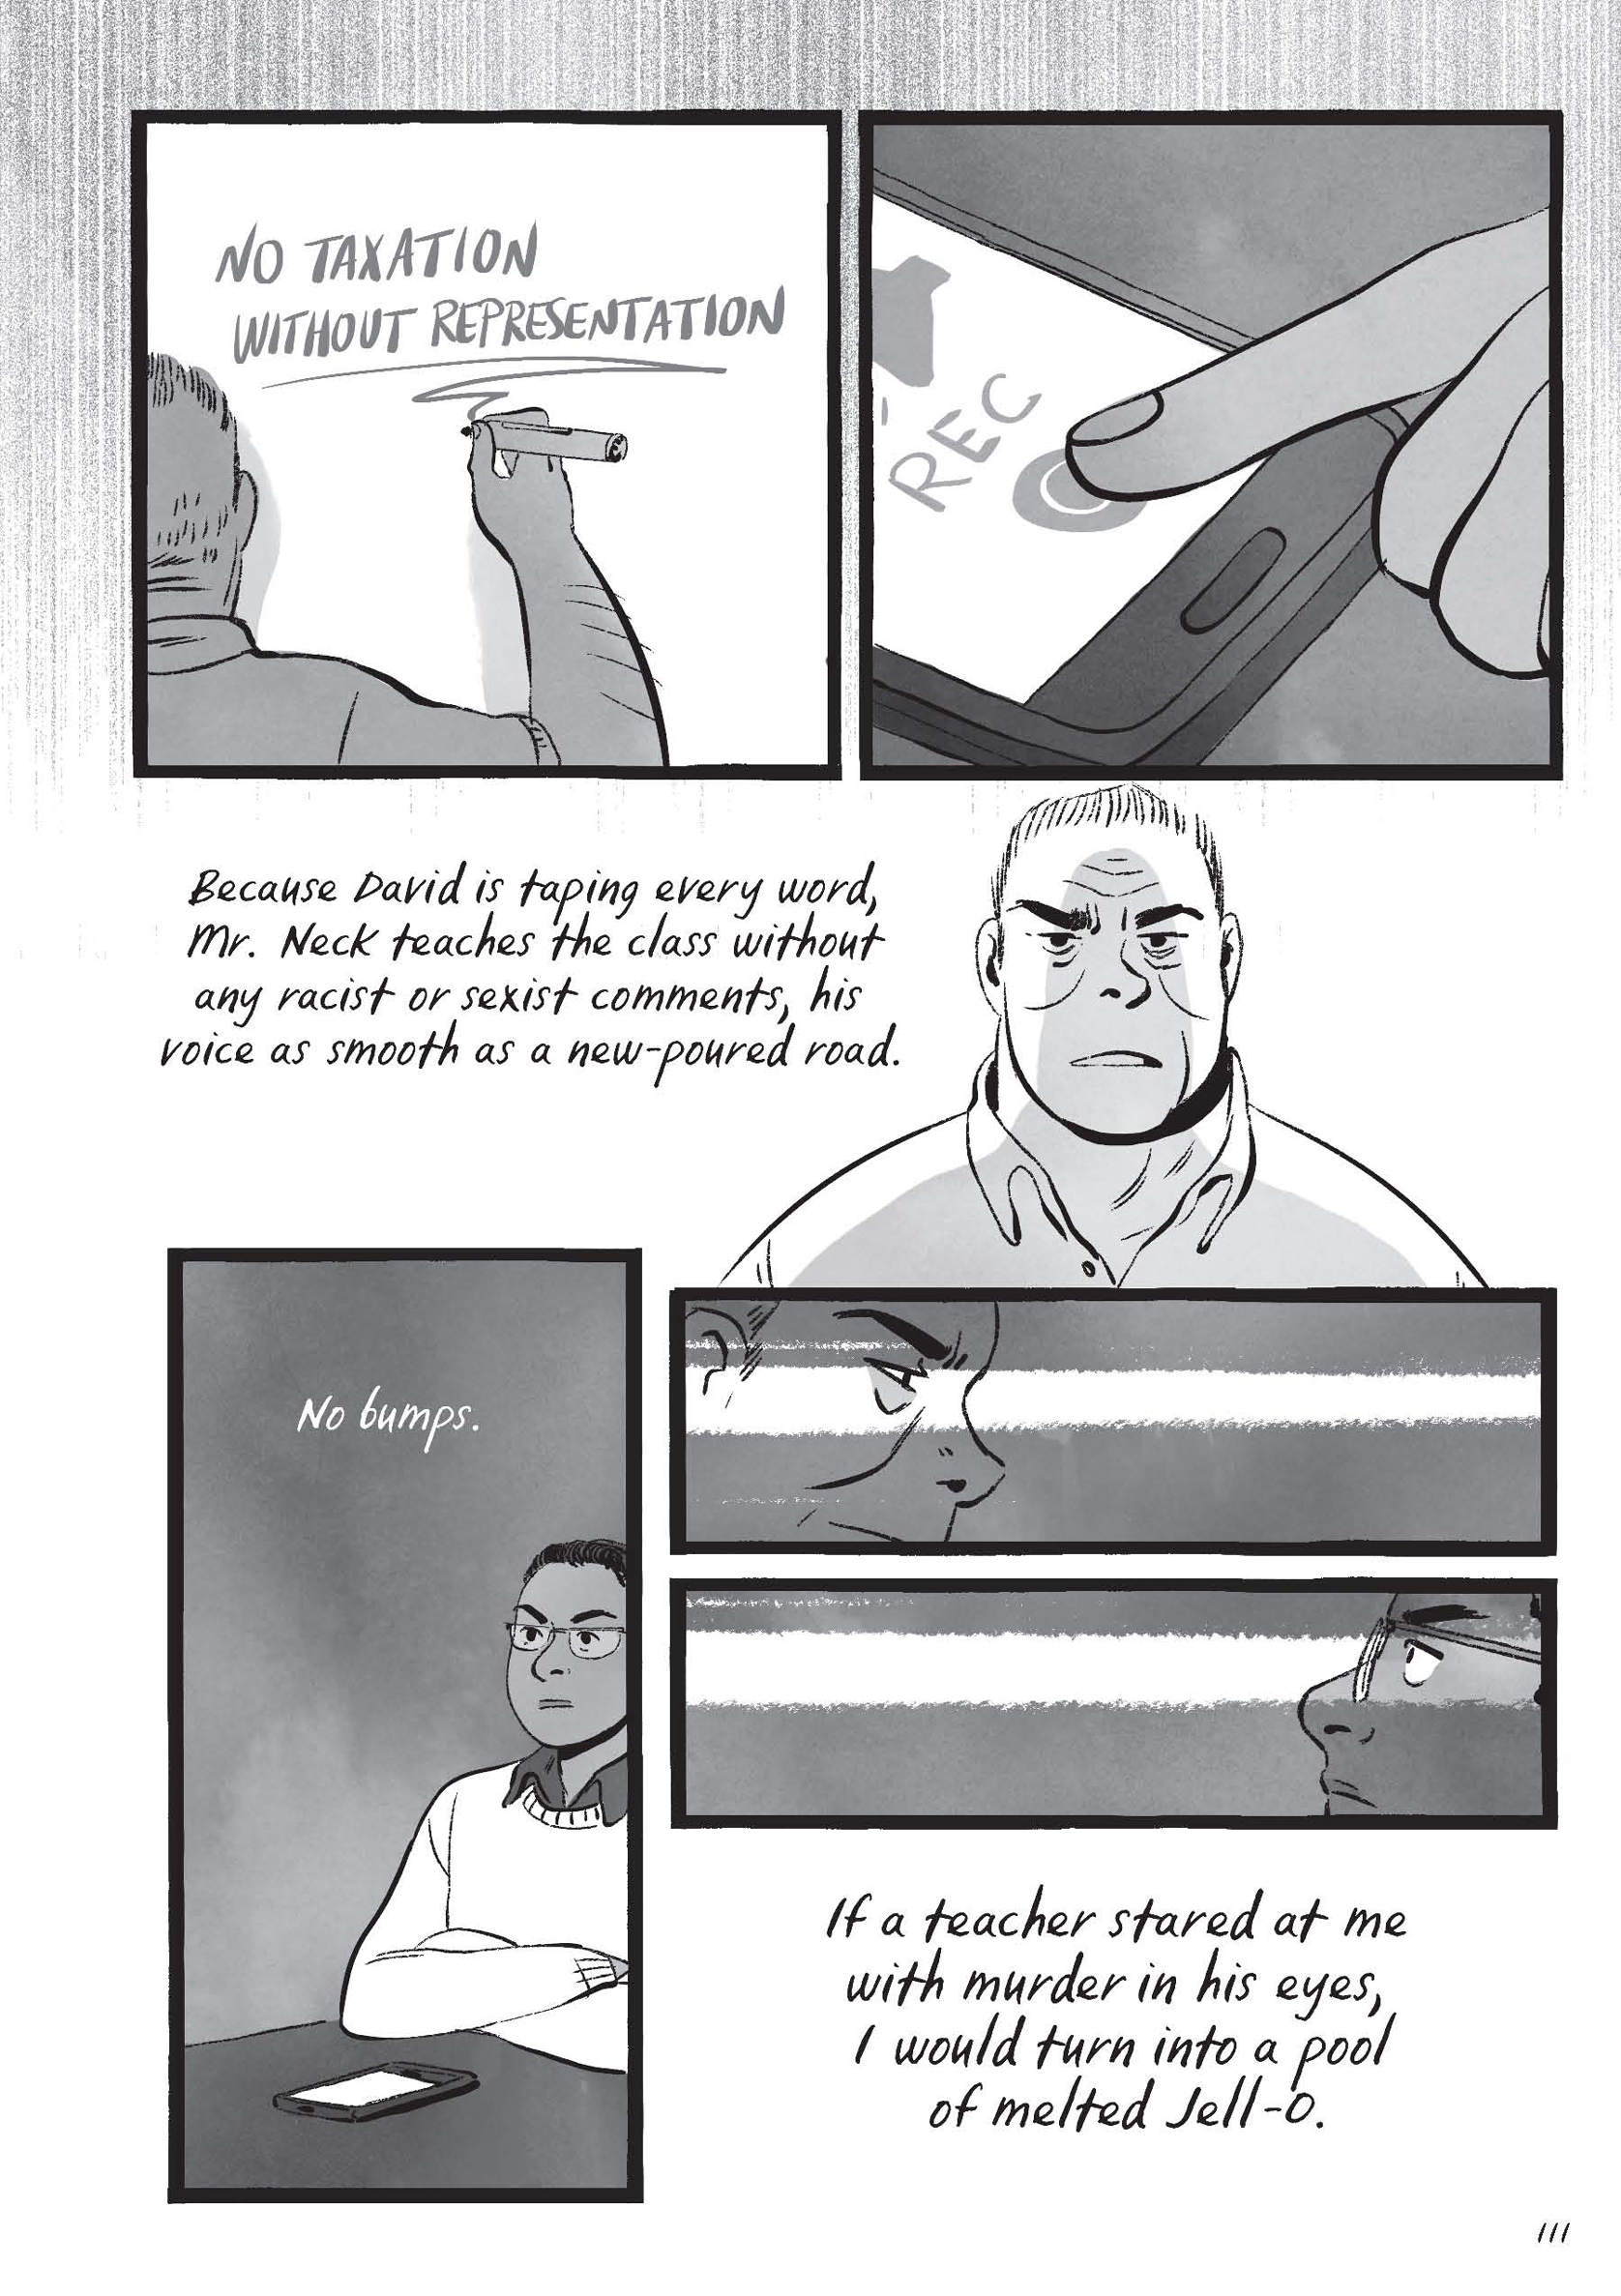 NO TAXATION
WITHOUT REPRESENTATION
REC
Because David is taping every word,
Mr. Neck teaches the class without
any racist or sexist comments, his
voice as smooth as a new-poured road.
No bumps.
If a teacher stared at me
with murder in his eyes,
I would turn into a pool
of melted Jell-O.
111